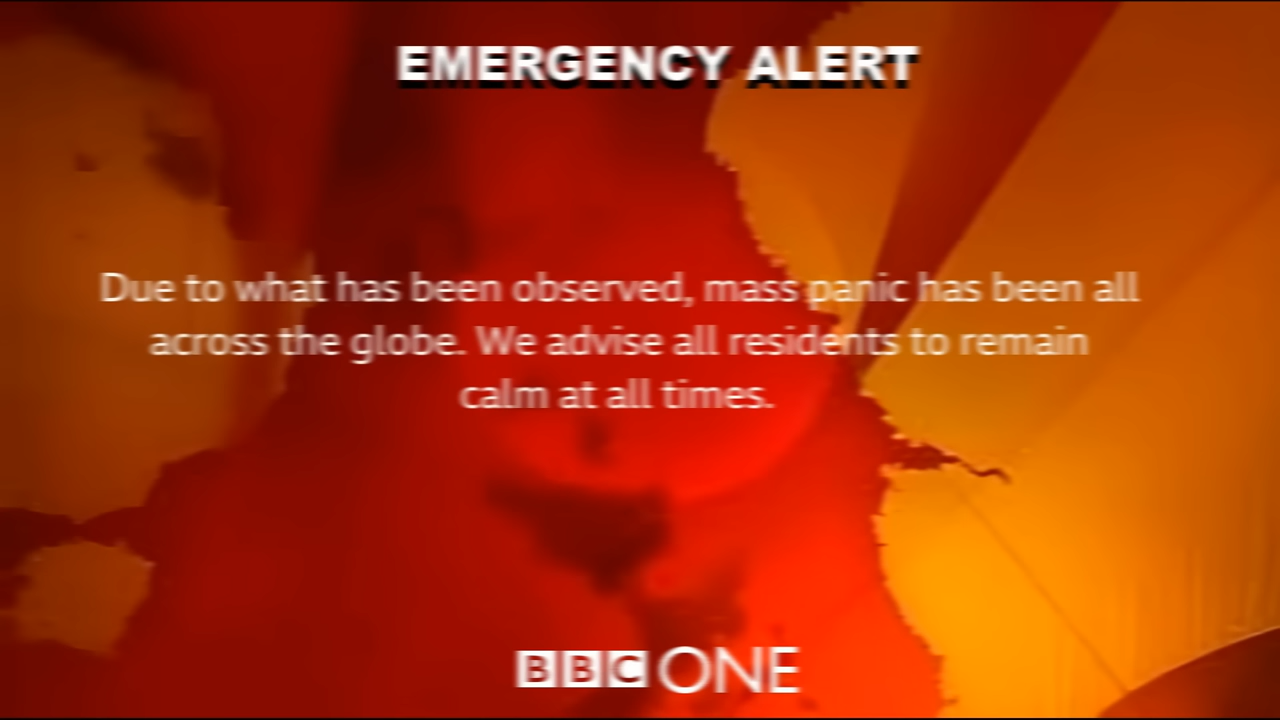 EMERGENCY ALERT
Due to what has been observed, mass panic has been all
across the globe. We advise all residents to remain
calm at all times.
BBC ONE